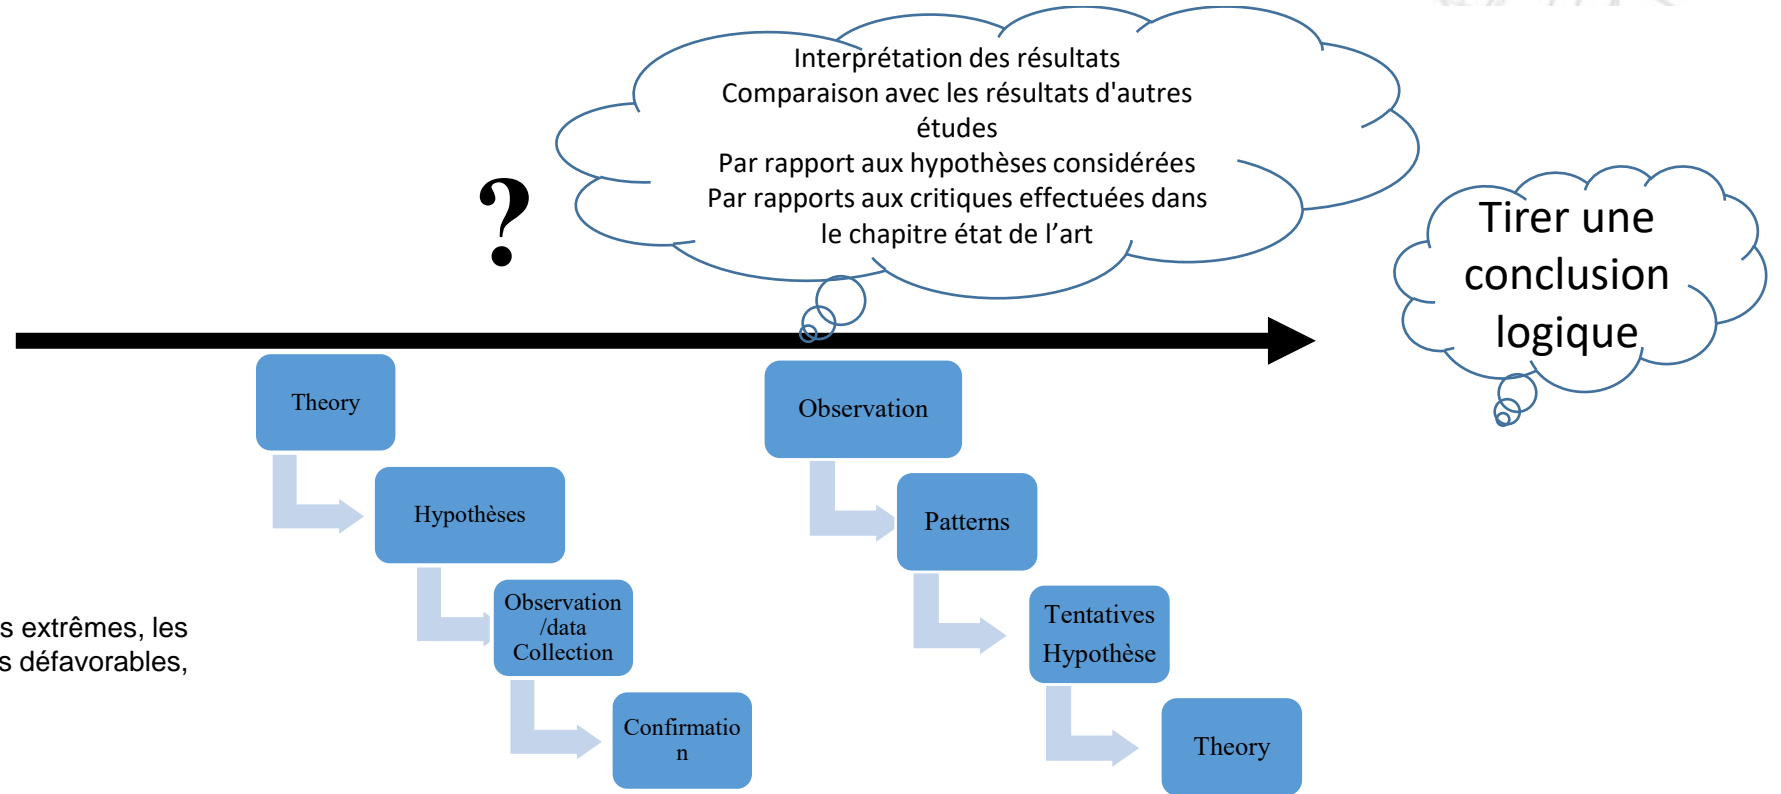 Interprétation des résultats
Comparaison avec les résultats d'autres
études
Par rapport aux hypothèses considérées
Par rapports aux critiques effectuées dans
le chapitre état de l’art
?
Tirer une
conclusion
logique
Theory
Hypothèses
Observation
/data
Collection
Confirmatio
n
Observation
Patterns
Tentatives
Hypothèse
Theory
s extrêmes, les
s défavorables,